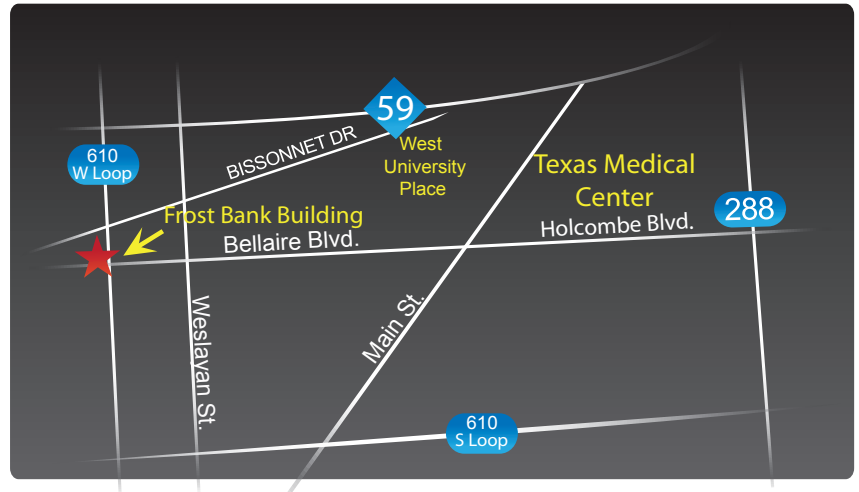 59
BISSONNET DR
West
University
Place
610
W Loop
Texas Medical
Center
Frost Bank Building
288
Holcombe Blvd.
Bellaire Blvd.
Weslayan St.
Main St.
610
S Loop